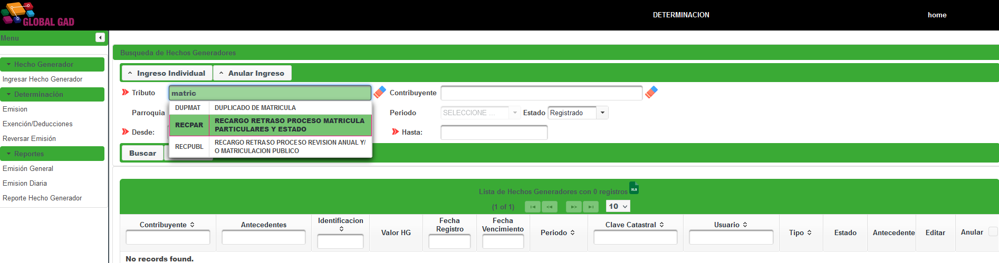 GLOBAL GAD
DETERMINACION
home
Menu
Hecho Generador
Ingresar Hecho Generador
Determinación
Emision
Exención/Deducciones
Reversar Emisión
Reportes
Emisión General
Emision Diaria
Reporte Hecho Generador
Busqueda de Hechos Generadores
Ingreso Individual
Anular Ingreso
Tributo
matric
Contribuyente
DUPMAT DUPLICADO DE MATRICULA
RECPAR RECARGO RETRASO PROCESO MATRICULA
PARTICULARES Y ESTADO
RECPUBL RECARGO RETRASO PROCESO REVISION ANUAL Y/
O MATRICULACION PUBLICO
Parroquia
Periodo
SELECCIONE ...
Estado
Registrado
Desde:
Hasta:
Buscar
Lista de Hechos Generadores con 0 registros
XLS
(1 of 1)
10
Contribuyente
Antecedentes
Identificacion
Valor HG
Fecha
Registro
Fecha
Vencimiento
Periodo
Clave Catastral
Usuario
Tipo
Estado
Antecedente
Editar
Anular
No records found.